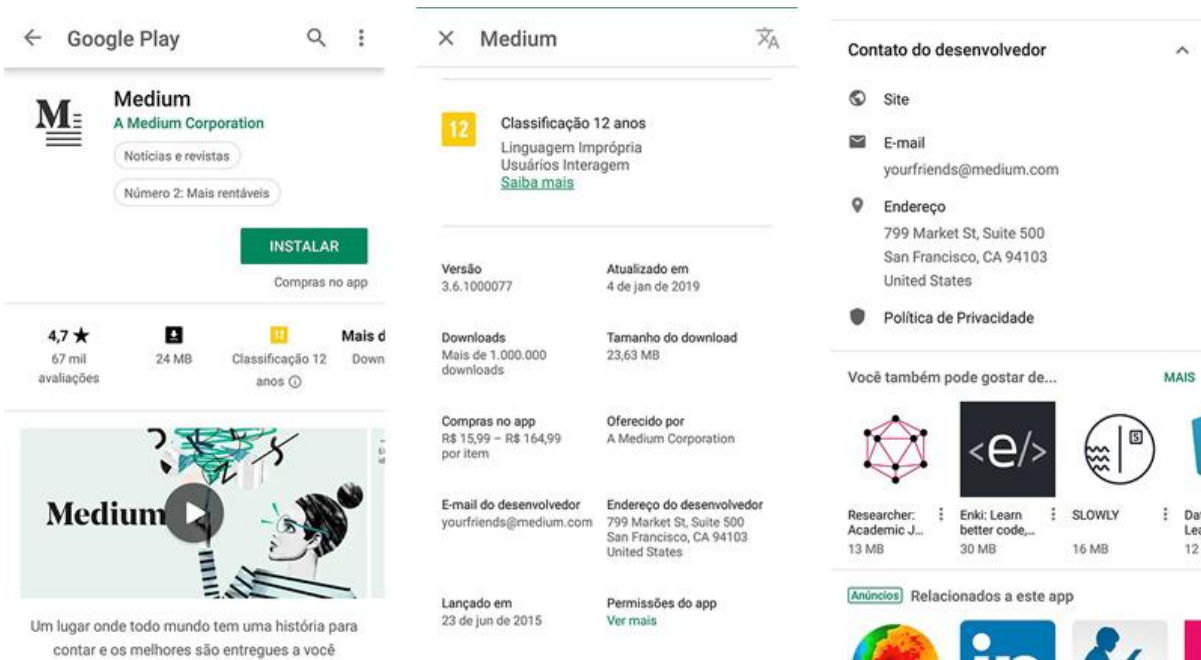 Google Play
M
Medium
A Medium Corporation
Notícias e revistas
Número 2: Mais rentáveis
INSTALAR
Compras no app
4,7 ★
67 mil
avaliações
24 MB
12
Classificação 12
anos
Mais d
Down
Medium
Um lugar onde todo mundo tem uma história para
contar e os melhores são entregues a você
Medium
12
Classificação 12 anos
Linguagem Imprópria
Usuários Interagem
Saiba mais
Versão
3.6.1000077
Atualizado em
4 de jan de 2019
Downloads
Mais de 1.000.000
downloads
Tamanho do download
23,63 MB
Compras no app
R$ 15,99 – R$ 164,99
por item
Oferecido por
A Medium Corporation
E-mail do desenvolvedor
yourfriends@medium.com
Endereço do desenvolvedor
799 Market St, Suite 500
San Francisco, CA 94103
United States
Lançado em
23 de jun de 2015
Permissões do app
Ver mais
Contato do desenvolvedor
Site
E-mail
yourfriends@medium.com
Endereço
799 Market St, Suite 500
San Francisco, CA 94103
United States
Política de Privacidade
Você também pode gostar de...
MAIS
<e/>
S
Researcher:
Academic J...
13 MB
Enki: Learn
better code,...
30 MB
SLOWLY
16 MB
Da
Lea
12
Anúncios Relacionados a este app
in